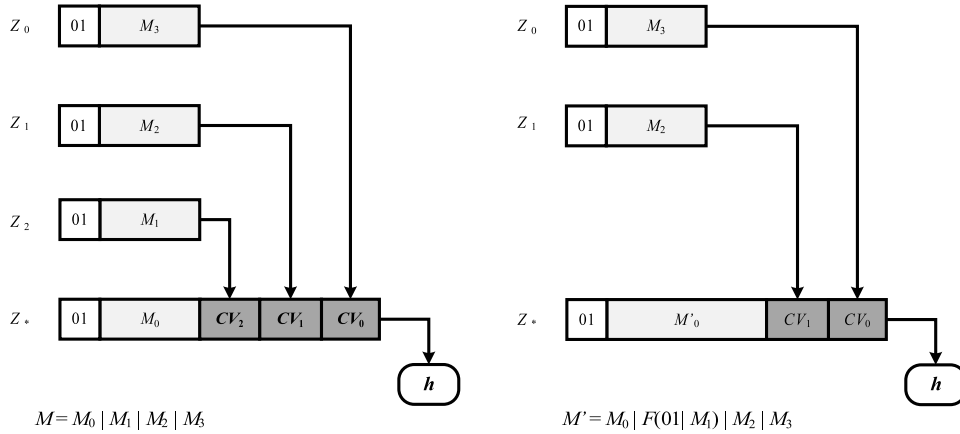 Z₀ 01 M₃
Z₁ 01 M₂
Z₂ 01 M₁
Z* 01 M₀ CV₂ CV₁ CV₀
h
M = M₀ | M₁ | M₂ | M₃
Z₀ 01 M₃
Z₁ 01 M₂
Z* 01 M'₀ CV₁ CV₀
h
M' = M₀ | F(01| M₁) | M₂ | M₃